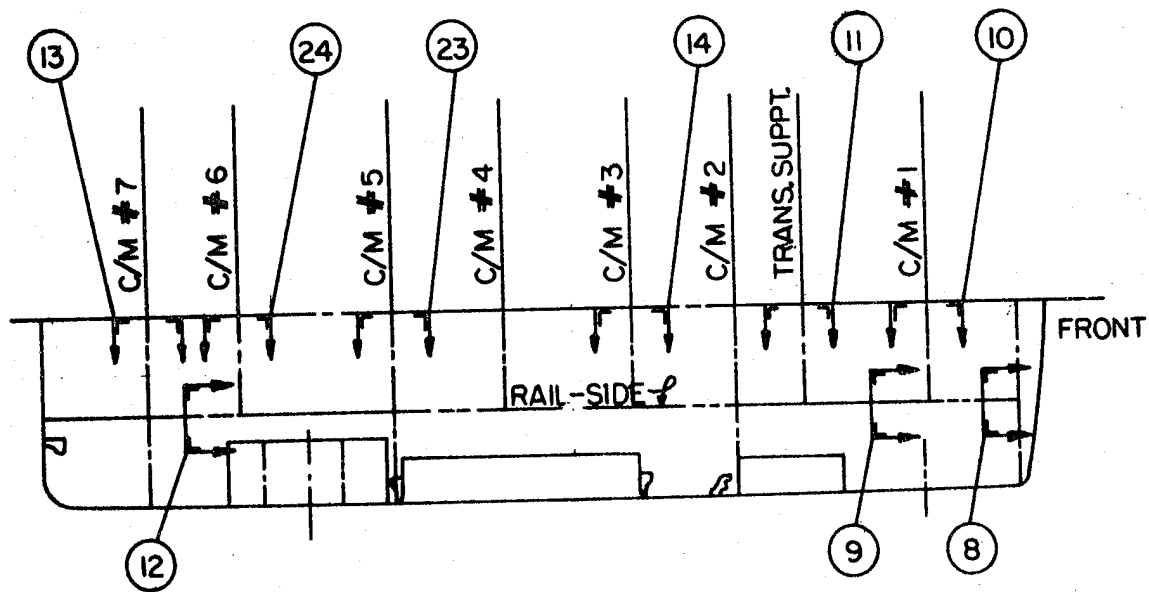 13
24
23
14
11
10
C/M #7
C/M #6
C/M #5
C/M #4
C/M #3
C/M #2
TRANS. SUPPT.
C/M #1
FRONT
RAIL-SIDE
12
9
8